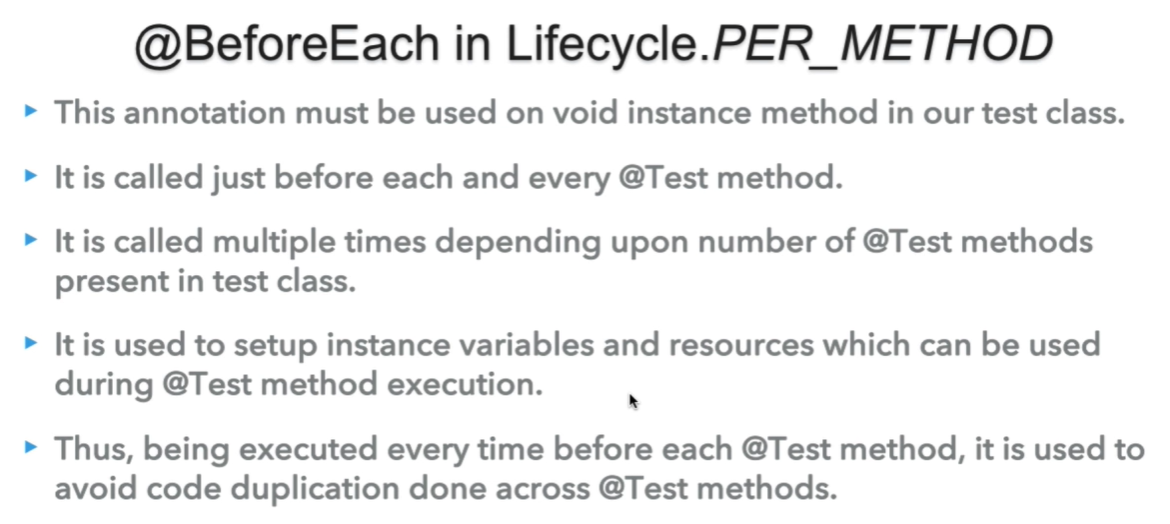 @BeforeEach in Lifecycle.PER_METHOD
▸ This annotation must be used on void instance method in our test class.
▸ It is called just before each and every @Test method.
▸ It is called multiple times depending upon number of @Test methods
present in test class.
▸ It is used to setup instance variables and resources which can be used
during @Test method execution.
▸ Thus, being executed every time before each @Test method, it is used to
avoid code duplication done across @Test methods.